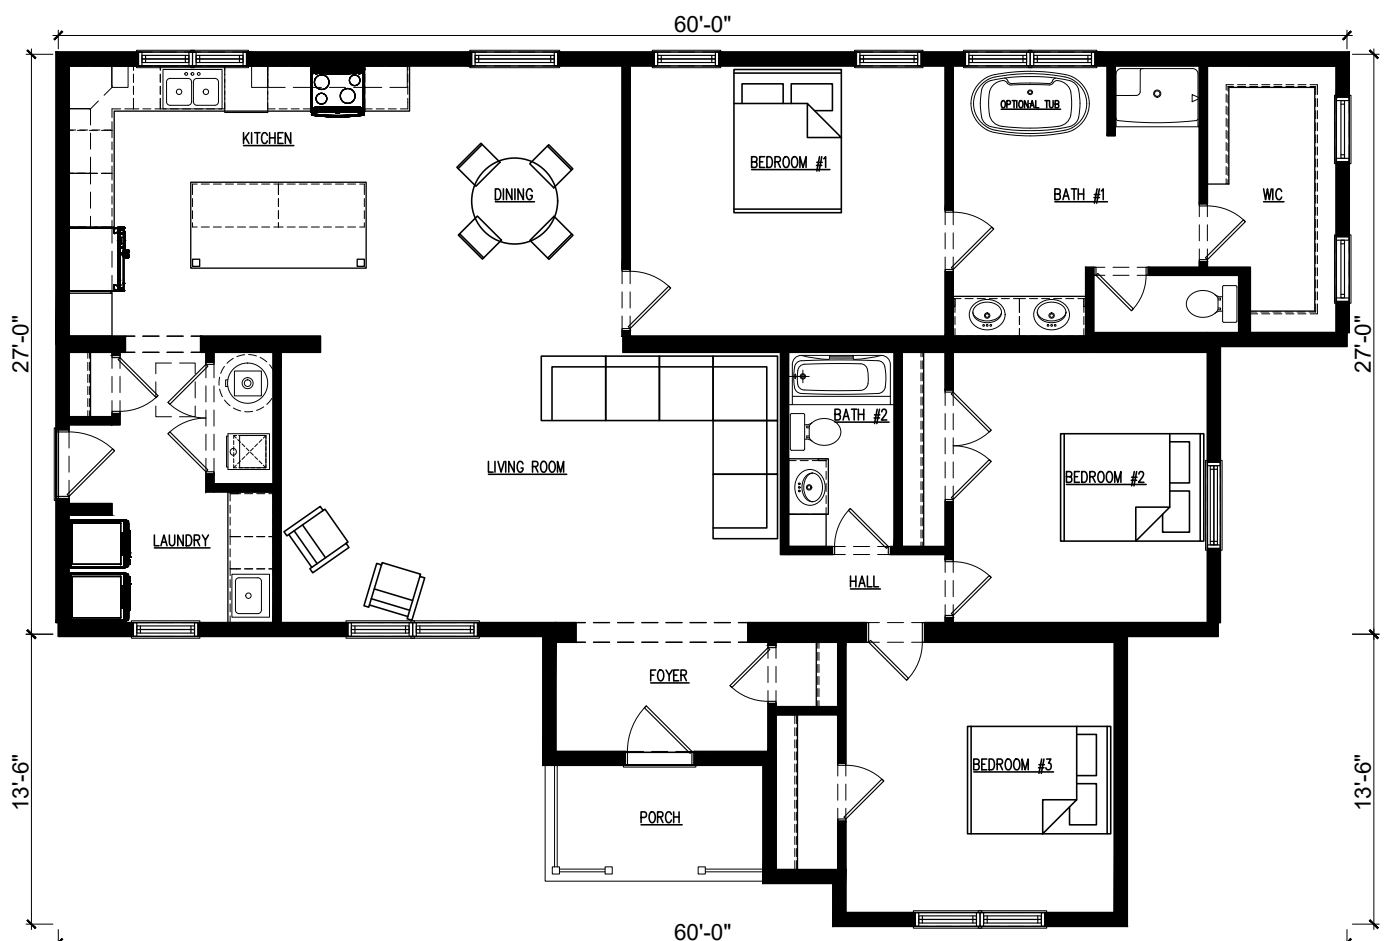 60'-0"
KITCHEN
DINING
BEDROOM #1
OPTIONAL TUB
BATH #1
WIC
27'-0"
27'-0"
BATH #2
LIVING ROOM
BEDROOM #2
LAUNDRY
HALL
FOYER
BEDROOM #3
13'-6"
13'-6"
PORCH
60'-0"